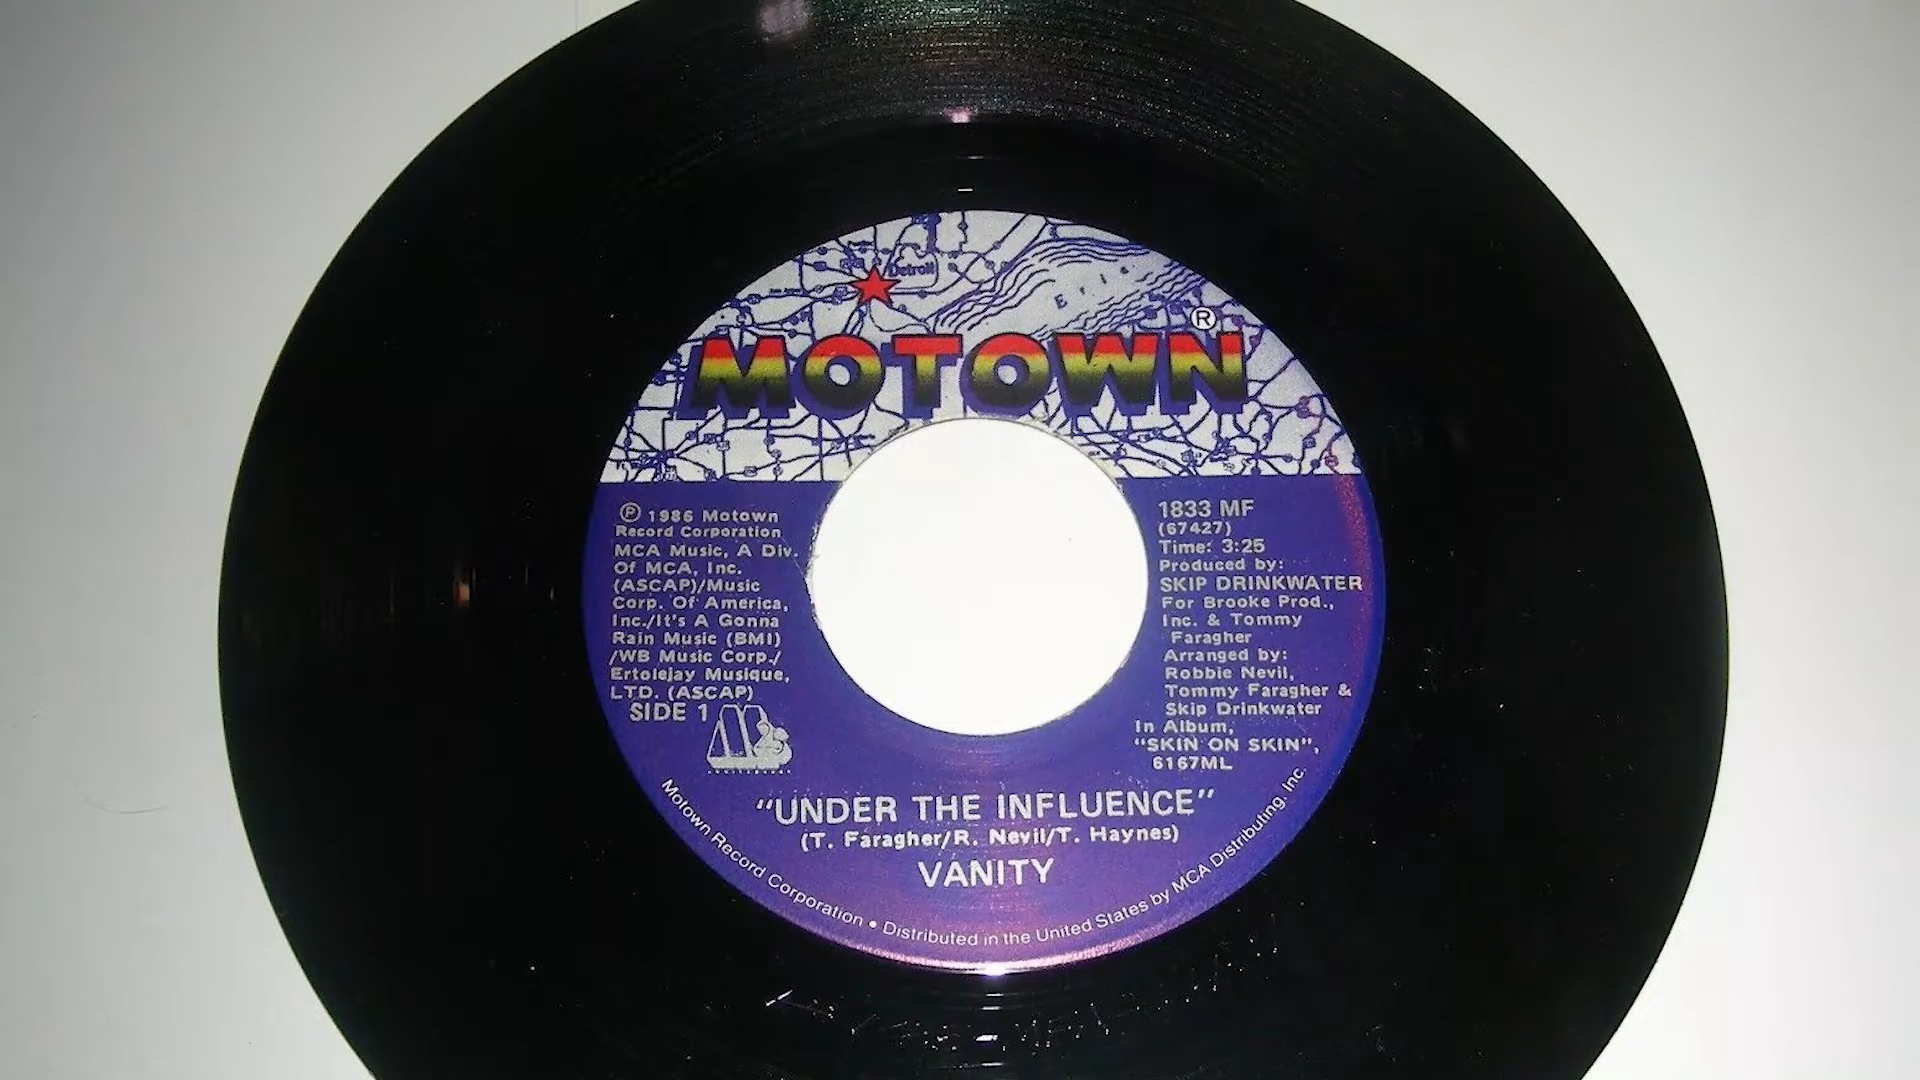 Detroit
Erie
MOTOWN®
℗ 1986 Motown
Record Corporation
MCA Music, A Div.
Of MCA, Inc.
(ASCAP)/Music
Corp. Of America,
Inc./It's A Gonna
Rain Music (BMI)
/WB Music Corp./
Ertolejay Musique,
LTD. (ASCAP)
SIDE 1
1833 MF
(67427)
Time: 3:25
Produced by:
SKIP DRINKWATER
For Brooke Prod.,
Inc. & Tommy
Faragher
Arranged by:
Robbie Nevil,
Tommy Faragher &
Skip Drinkwater
In Album,
"SKIN ON SKIN",
6167ML
"UNDER THE INFLUENCE"
(T. Faragher/R. Nevil/T. Haynes)
VANITY
Motown Record Corporation • Distributed in the United States by MCA Distributing, Inc.